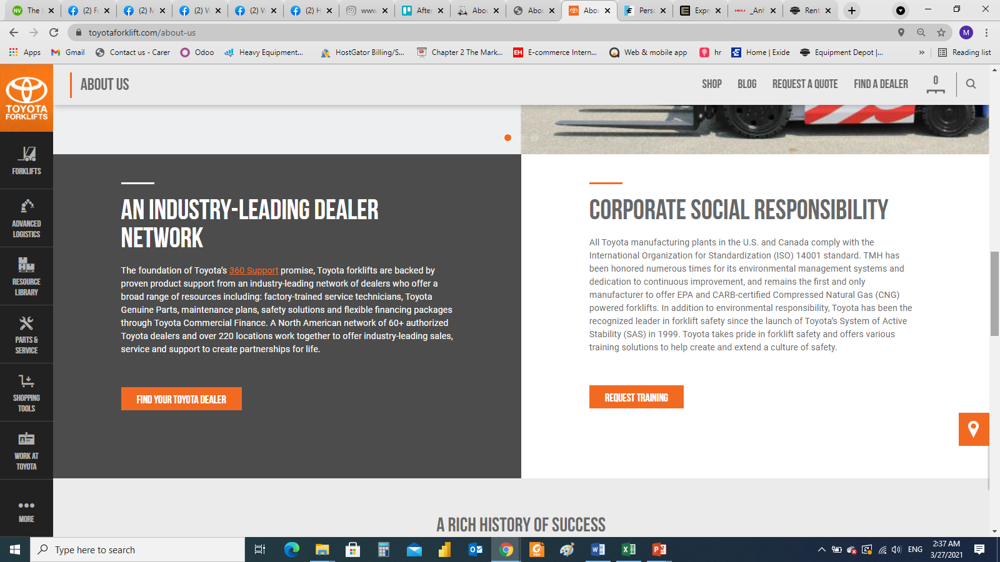 The
(2) Fa
(2) M
(2) W
(2) W
(2) H
www
After
Abou
Abou
Abou
Perso
Expre
_Anh
Rent
toyotaforklift.com/about-us
M
Apps
Gmail
Contact us - Carer
Odoo
Heavy Equipment...
HostGator Billing/S...
Chapter 2 The Mark...
EH
E-commerce Intern...
Web & mobile app
hr
Home | Exide
Equipment Depot |...
»
Reading list
TOYOTA
FORKLIFTS
ABOUT US
SHOP
BLOG
REQUEST A QUOTE
FIND A DEALER
0
FORKLIFTS
ADVANCED
LOGISTICS
RESOURCE
LIBRARY
PARTS &
SERVICE
SHOPPING
TOOLS
WORK AT
TOYOTA
MORE
AN INDUSTRY-LEADING DEALER
NETWORK
The foundation of Toyota's 360 Support promise, Toyota forklifts are backed by
proven product support from an industry-leading network of dealers who offer a
broad range of resources including: factory-trained service technicians, Toyota
Genuine Parts, maintenance plans, safety solutions and flexible financing packages
through Toyota Commercial Finance. A North American network of 60+ authorized
Toyota dealers and over 220 locations work together to offer industry-leading sales,
service and support to create partnerships for life.
FIND YOUR TOYOTA DEALER
CORPORATE SOCIAL RESPONSIBILITY
All Toyota manufacturing plants in the U.S. and Canada comply with the
International Organization for Standardization (ISO) 14001 standard. TMH has
been honored numerous times for its environmental management systems and
dedication to continuous improvement, and remains the first and only
manufacturer to offer EPA and CARB-certified Compressed Natural Gas (CNG)
powered forklifts. In addition to environmental responsibility, Toyota has been the
recognized leader in forklift safety since the launch of Toyota's System of Active
Stability (SAS) in 1999. Toyota takes pride in forklift safety and offers various
training solutions to help create and extend a culture of safety.
REQUEST TRAINING
A RICH HISTORY OF SUCCESS
Type here to search
ENG
2:37 AM
3/27/2021